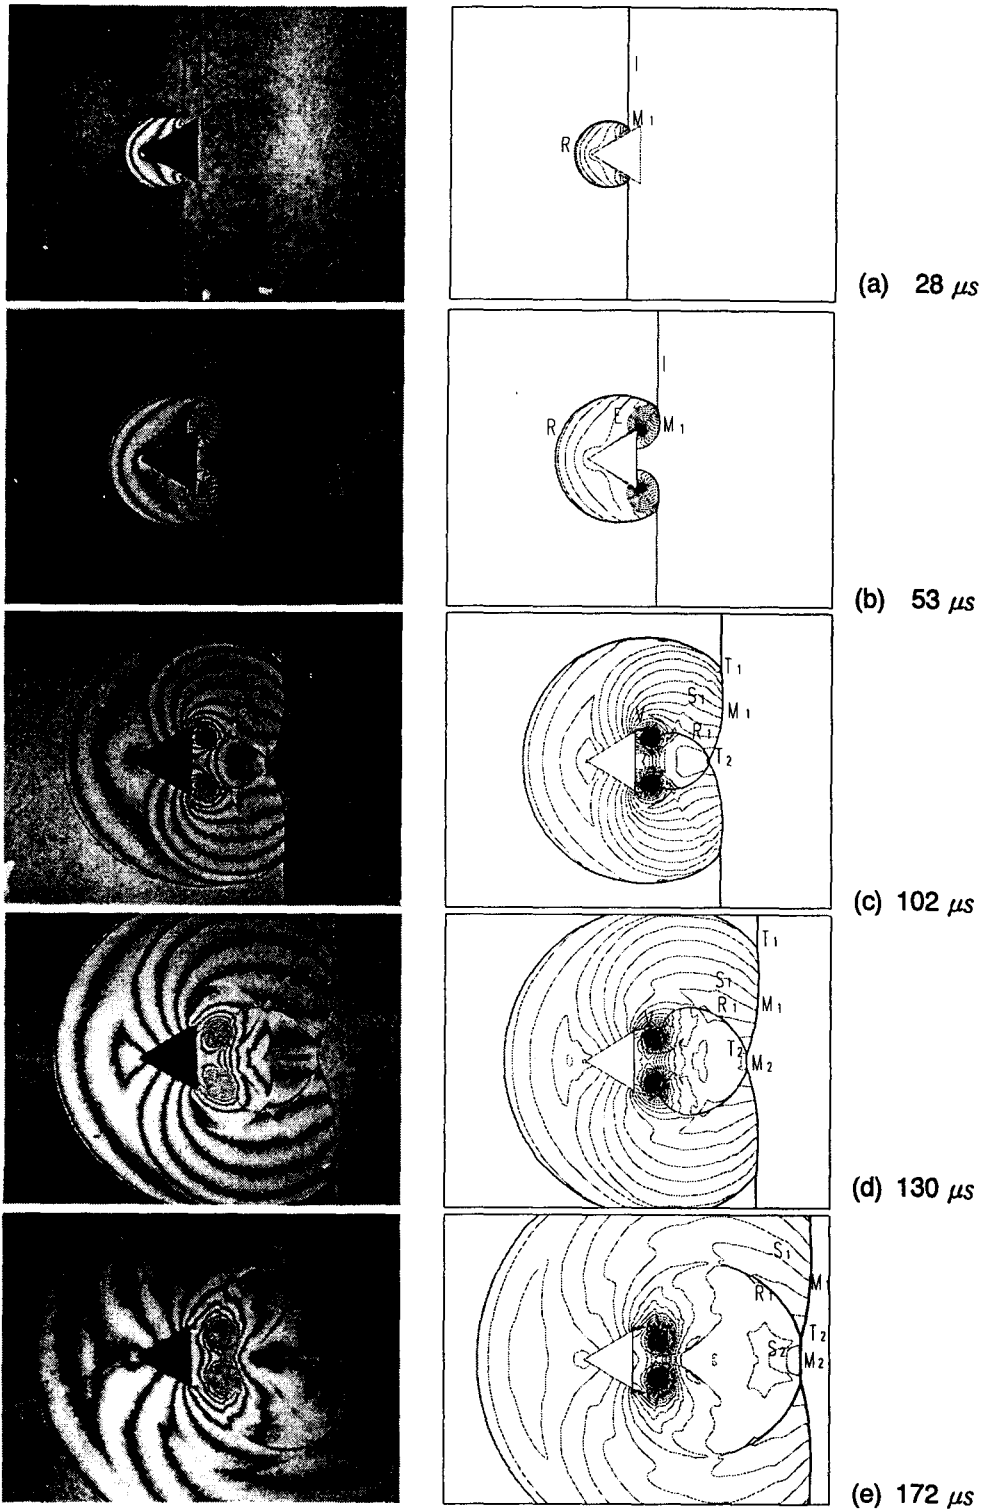 I
M1
R
(a) 28 μs
I
R
E
M1
(b) 53 μs
T1
S1
M1
V
R1
T2
(c) 102 μs
T1
S1
R1
M1
T2
M2
(d) 130 μs
S1
R1
M1
T2
S2
M2
(e) 172 μs